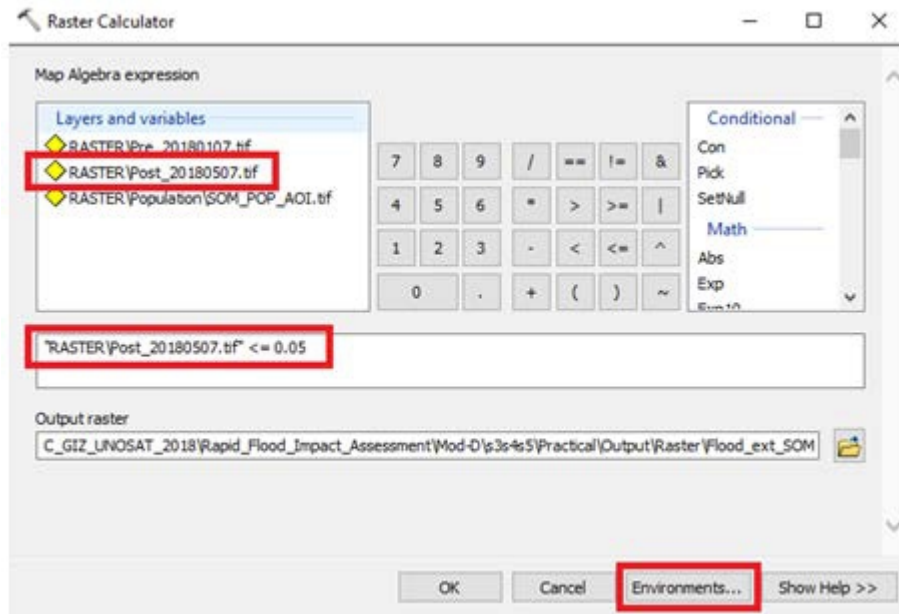 Raster Calculator
Map Algebra expression
Layers and variables
RASTER\Pre_20180107.tif
RASTER\Post_20180507.tif
RASTER\Population\SOM_POP_AOI.tif
7 8 9 / == != &
4 5 6 * > >= |
1 2 3 - < <= ^
0 . + ( ) ~
Conditional
Con
Pick
SetNull
Math
Abs
Exp
Exp10
"RASTER\Post_20180507.tif" <= 0.05
Output raster
C_GIZ_UNOSAT_2018\Rapid_Flood_Impact_Assessment\Mod-D\s3s4s5\Practical\Output\Raster\Flood_ext_SOM
OK Cancel Environments... Show Help >>